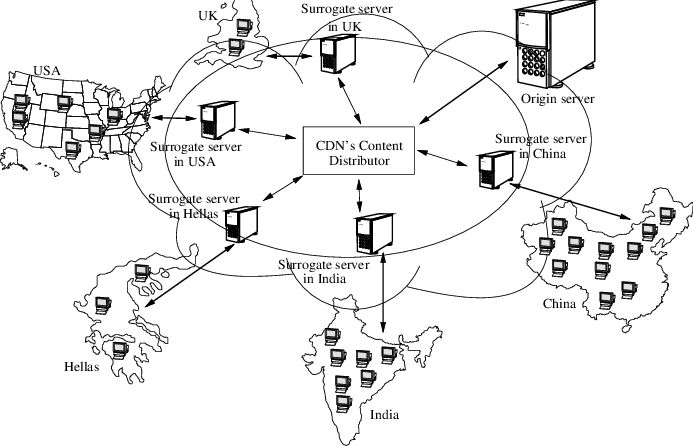 UK
Surrogate server
in UK
USA
Origin server
Surrogate server
in USA
CDN's Content
Distributor
Surrogate server
in China
Surrogate server
in Hellas
Surrogate server
in India
China
Hellas
India